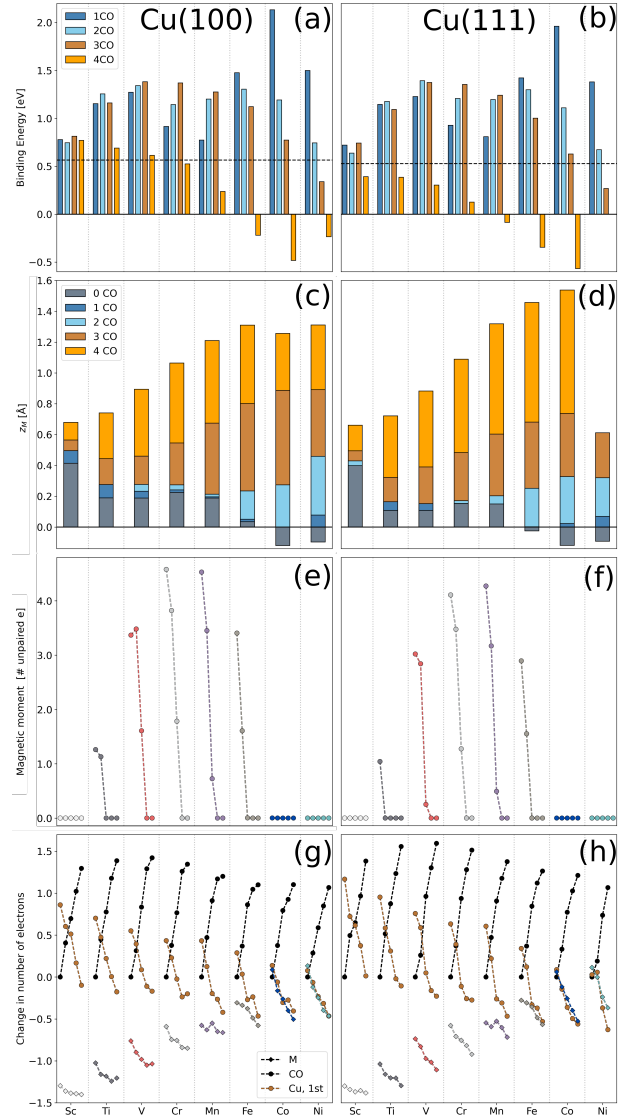 Cu(100) (a)
1CO
2CO
3CO
4CO
Cu(111) (b)
Binding Energy [eV]
2.0
1.5
1.0
0.5
0.0
−0.5
(c)
0 CO
1 CO
2 CO
3 CO
4 CO
(d)
z_M [Å]
1.6
1.4
1.2
1.0
0.8
0.6
0.4
0.2
0.0
(e)
(f)
Magnetic moment [# unpaired e]
4.0
3.0
2.0
1.0
0.0
(g)
(h)
Change in number of electrons
1.5
1.0
0.5
0.0
−0.5
−1.0
−1.5
M
CO
Cu, 1st
Sc Ti V Cr Mn Fe Co Ni
Sc Ti V Cr Mn Fe Co Ni